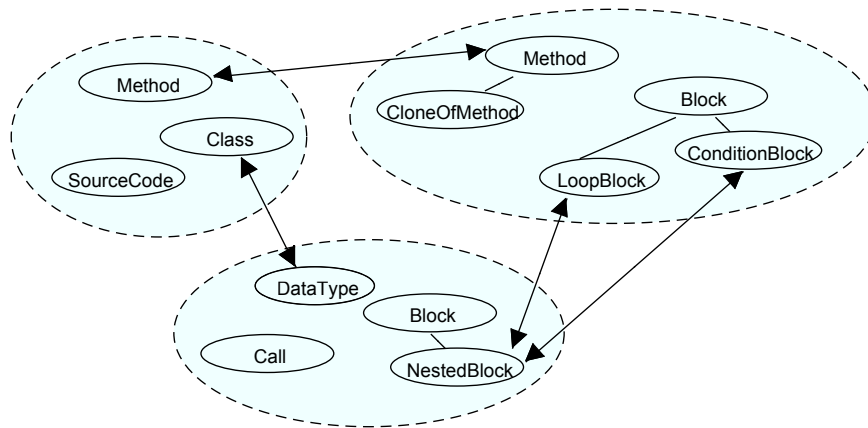 Method
Class
SourceCode
Method
CloneOfMethod
Block
ConditionBlock
LoopBlock
DataType
Block
Call
NestedBlock